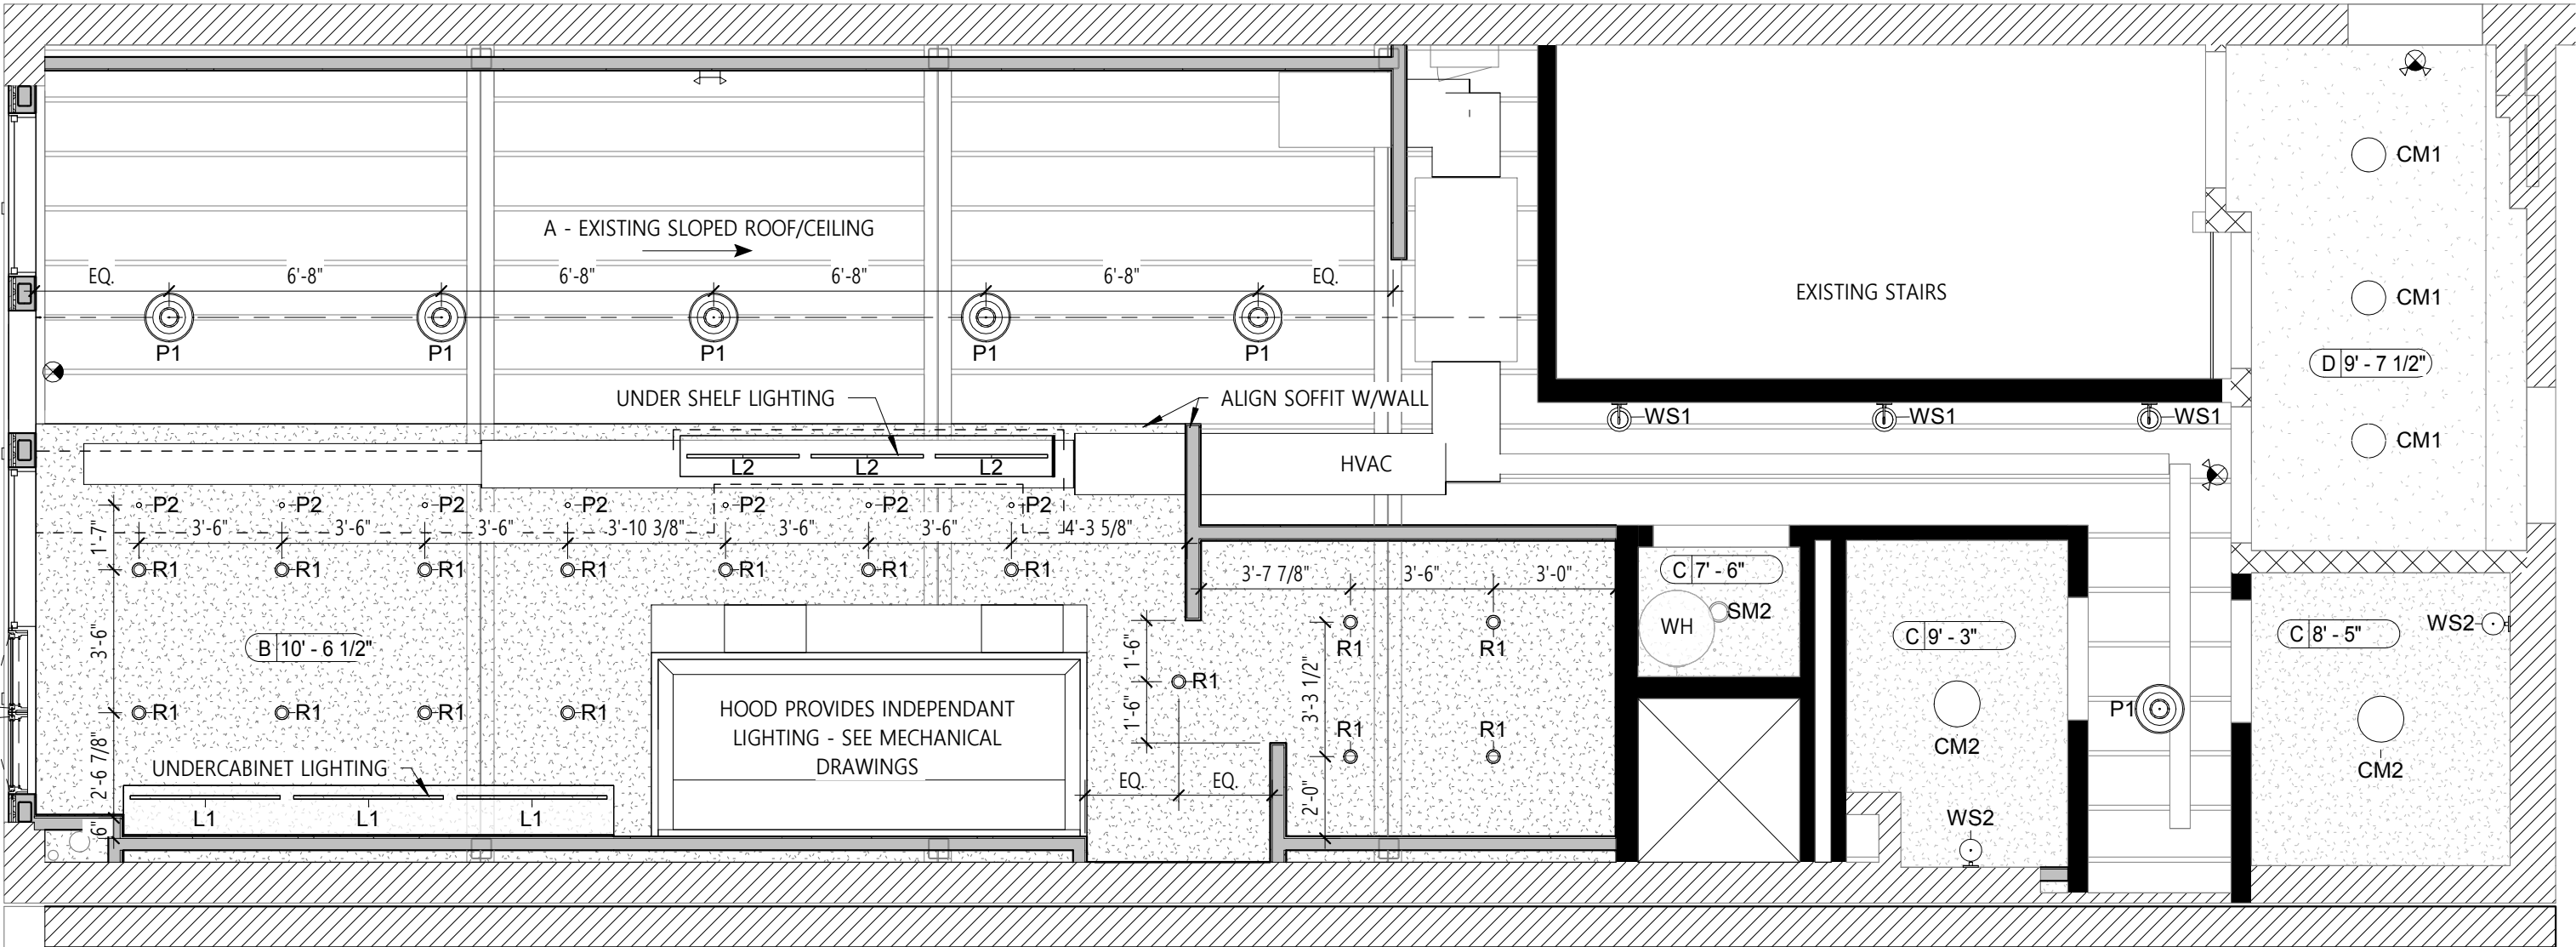 CM1
A - EXISTING SLOPED ROOF/CEILING
EQ.
6'-8"
6'-8"
6'-8"
6'-8"
EQ.
EXISTING STAIRS
CM1
P1
P1
P1
P1
P1
D 9' - 7 1/2"
UNDER SHELF LIGHTING
ALIGN SOFFIT W/WALL
WS1
WS1
WS1
CM1
L2
L2
L2
HVAC
P2
P2
P2
P2
P2
P2
P2
1'-7"
3'-6"
3'-6"
3'-6"
3'-10 3/8"
3'-6"
3'-6"
4'-3 5/8"
R1
R1
R1
R1
R1
R1
R1
3'-7 7/8"
3'-6"
3'-0"
C 7' - 6"
SM2
WH
3'-6"
B 10' - 6 1/2"
1'-6"
R1
R1
C 9' - 3"
C 8' - 5"
WS2
R1
R1
R1
R1
R1
1'-6"
3'-3 1/2"
HOOD PROVIDES INDEPENDANT
LIGHTING - SEE MECHANICAL
DRAWINGS
R1
R1
P1
CM2
CM2
2'-6 7/8"
UNDERCABINET LIGHTING
EQ.
EQ.
2'-0"
L1
L1
L1
6"
WS2